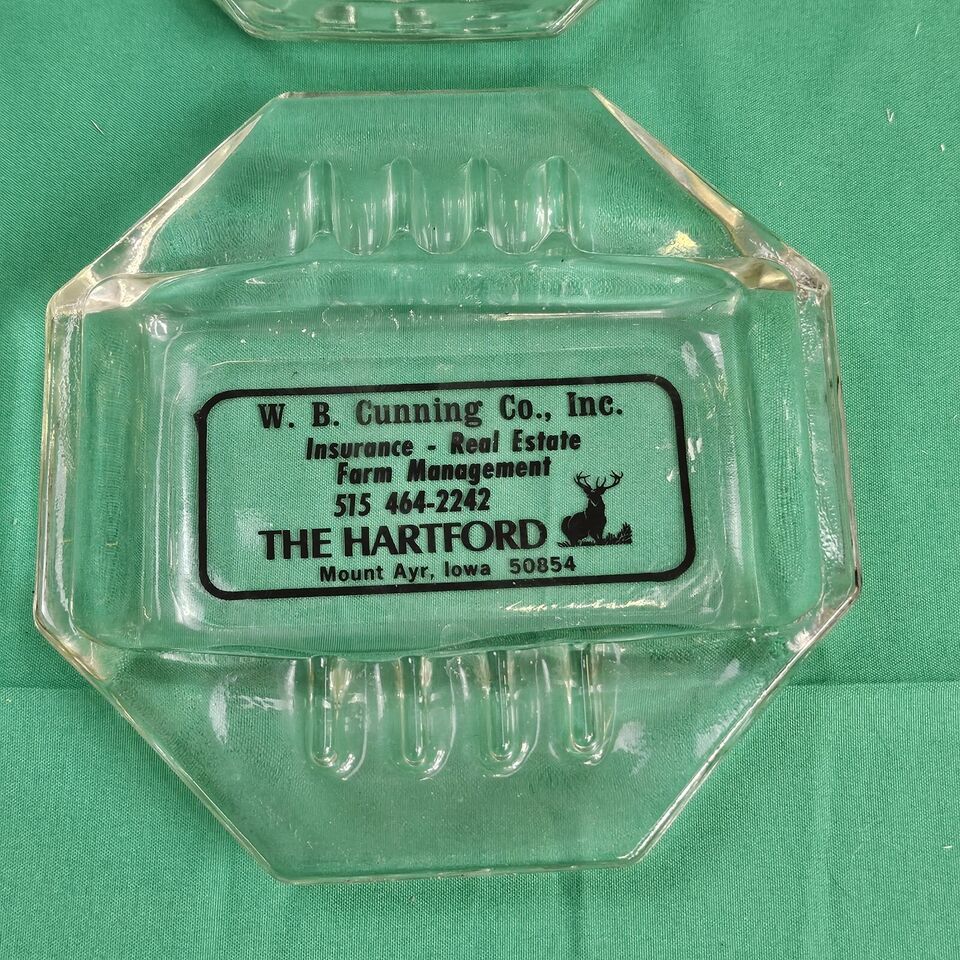 W. B. Cunning Co., Inc.
Insurance - Real Estate
Farm Management
515 464-2242
THE HARTFORD
Mount Ayr, Iowa 50854